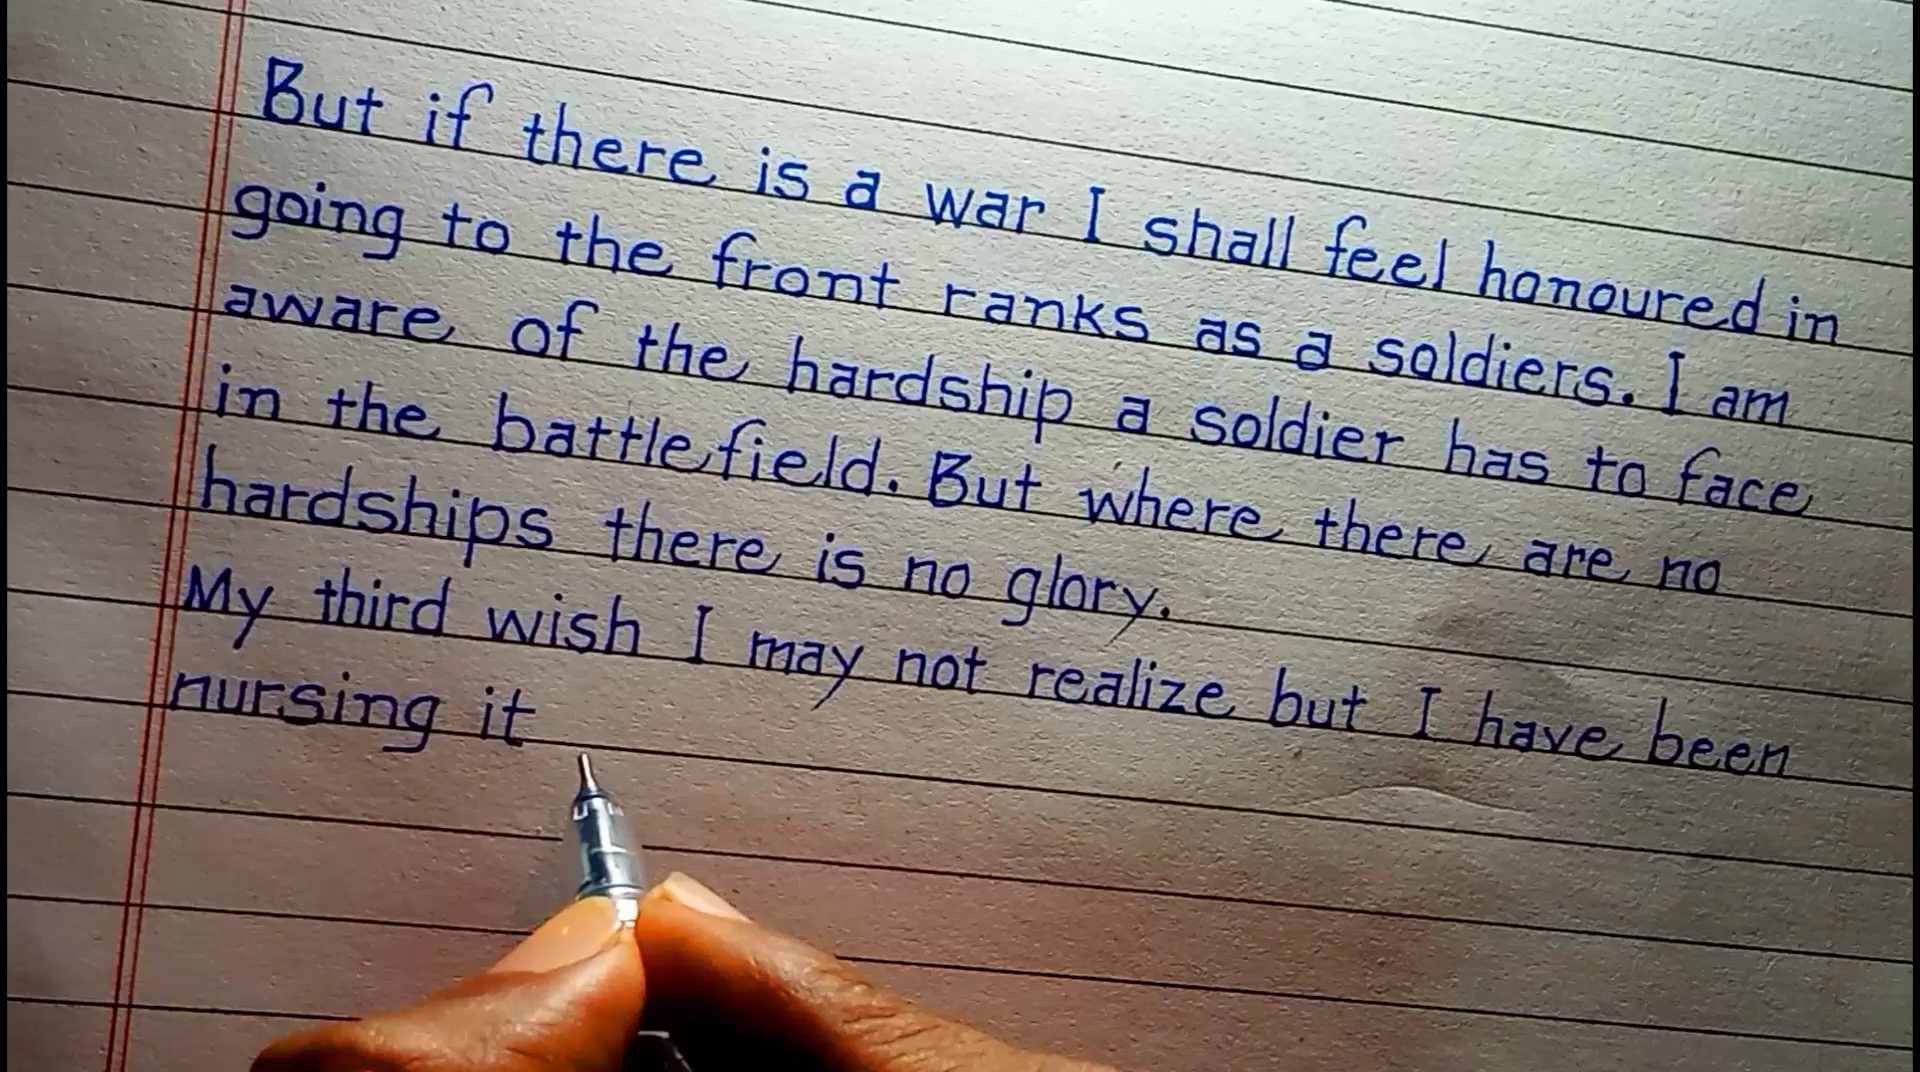 But if there is a war I shall feel honoured in
going to the front ranks as a soldiers. I am
aware of the hardship a soldier has to face
in the battlefield. But where there are no
hardships there is no glory.
My third wish I may not realize but I have been
nursing it